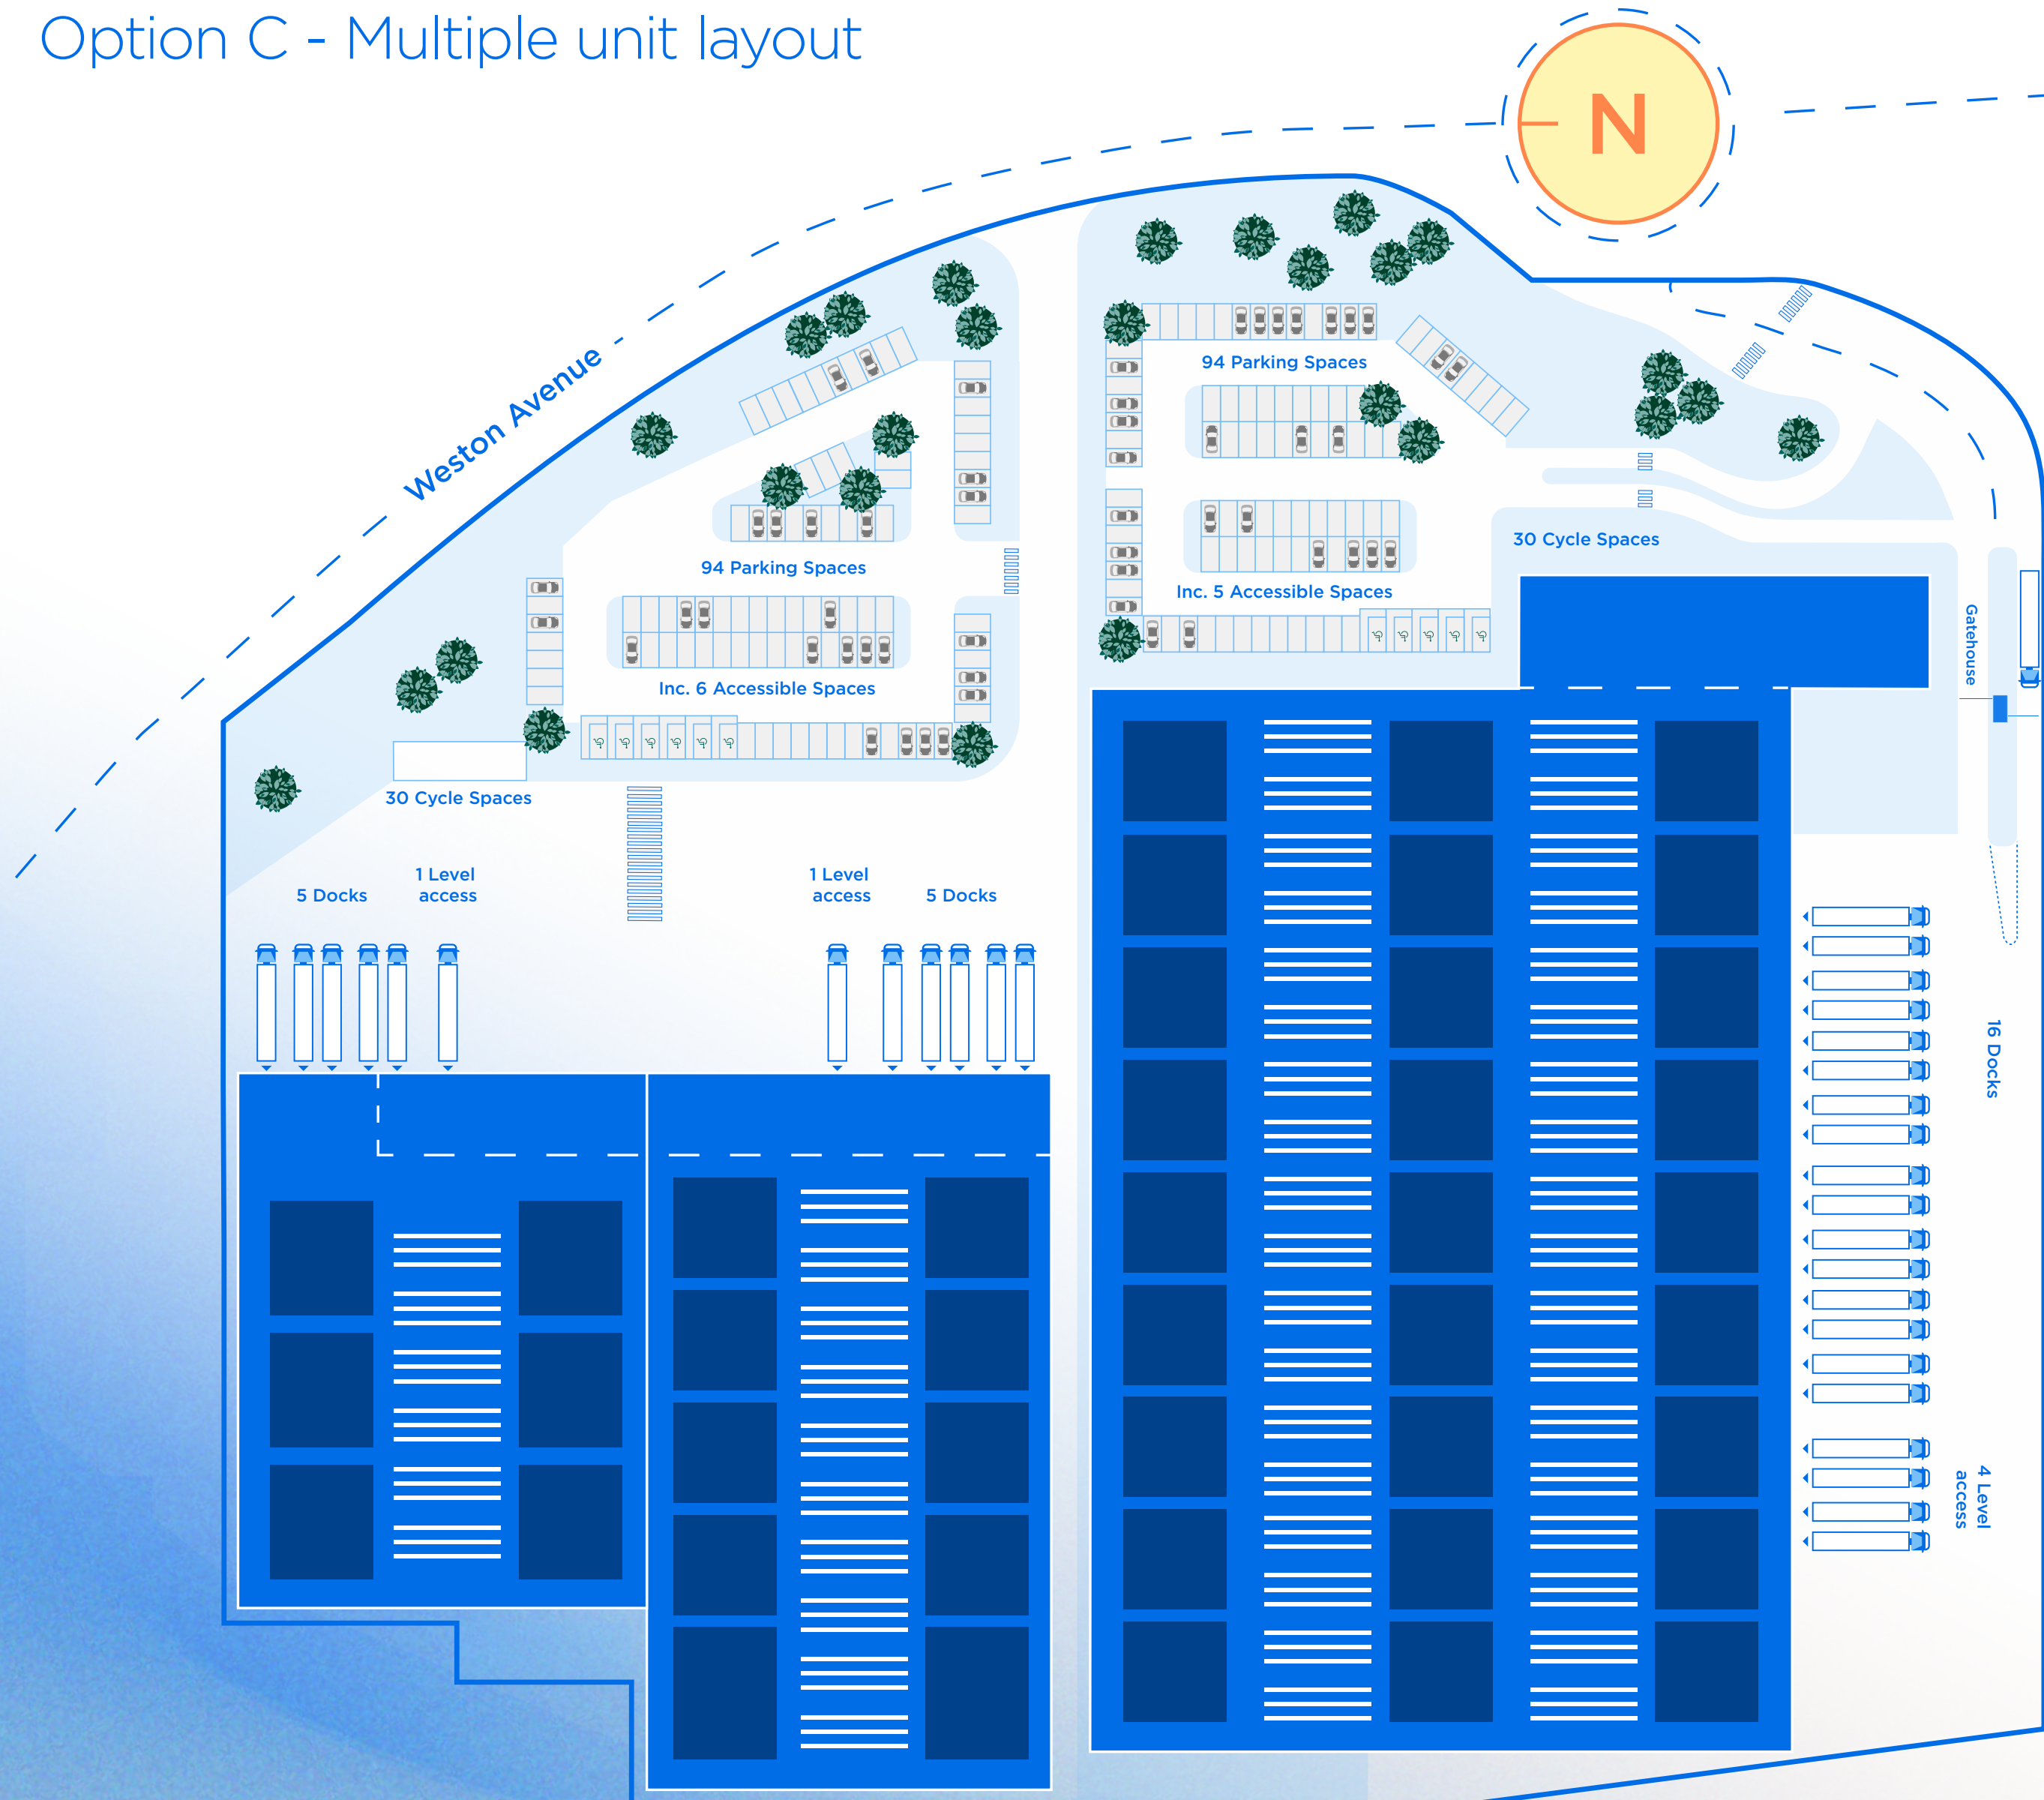 Option C - Multiple unit layout
N
Weston Avenue
94 Parking Spaces
94 Parking Spaces
Inc. 5 Accessible Spaces
30 Cycle Spaces
Gatehouse
Inc. 6 Accessible Spaces
30 Cycle Spaces
5 Docks
1 Level
access
1 Level
access
5 Docks
16 Docks
4 Level
access